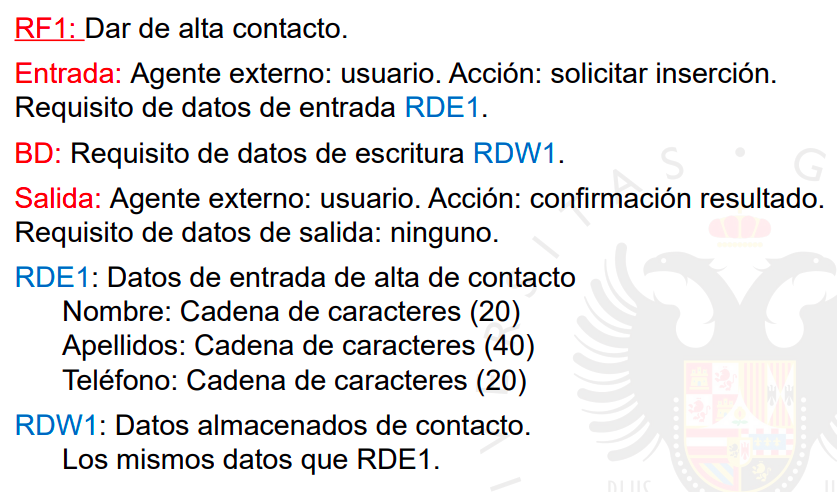 RF1: Dar de alta contacto.
Entrada: Agente externo: usuario. Acción: solicitar inserción.
Requisito de datos de entrada RDE1.
BD: Requisito de datos de escritura RDW1.
Salida: Agente externo: usuario. Acción: confirmación resultado.
Requisito de datos de salida: ninguno.
RDE1: Datos de entrada de alta de contacto
Nombre: Cadena de caracteres (20)
Apellidos: Cadena de caracteres (40)
Teléfono: Cadena de caracteres (20)
RDW1: Datos almacenados de contacto.
Los mismos datos que RDE1.